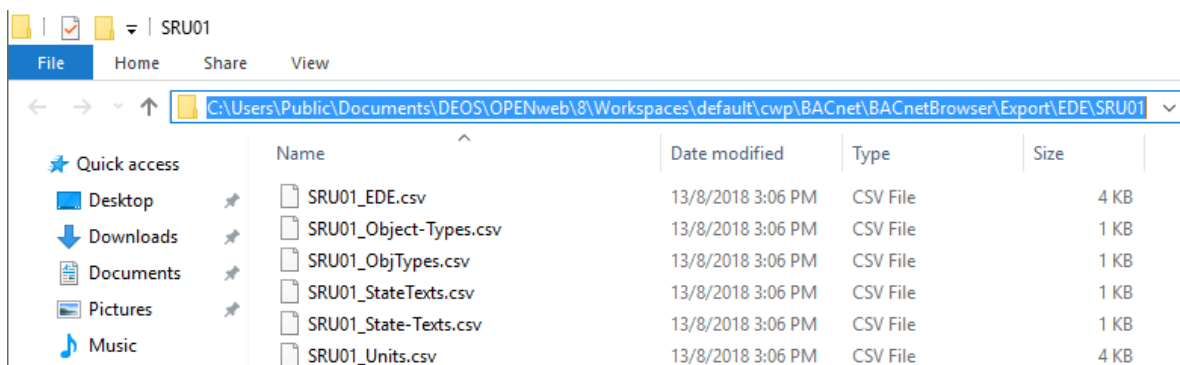 SRU01
File Home Share View
C:\Users\Public\Documents\DEOS\OPENweb\8\Workspaces\default\cwp\BACnet\BACnetBrowser\Export\EDE\SRU01
Quick access
Desktop
Downloads
Documents
Pictures
Music
Name Date modified Type Size
SRU01_EDE.csv 13/8/2018 3:06 PM CSV File 4 KB
SRU01_Object-Types.csv 13/8/2018 3:06 PM CSV File 1 KB
SRU01_ObjTypes.csv 13/8/2018 3:06 PM CSV File 1 KB
SRU01_StateTexts.csv 13/8/2018 3:06 PM CSV File 1 KB
SRU01_State-Texts.csv 13/8/2018 3:06 PM CSV File 1 KB
SRU01_Units.csv 13/8/2018 3:06 PM CSV File 4 KB